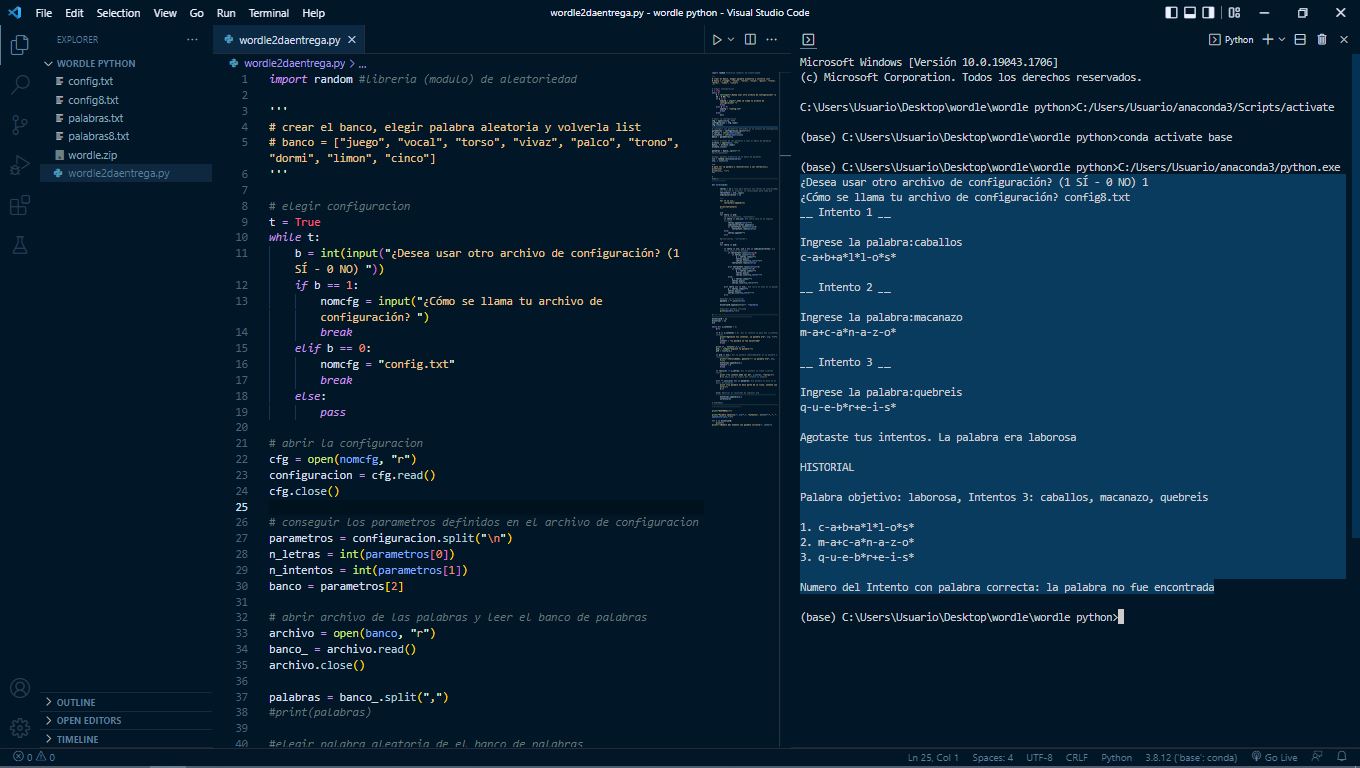 File Edit Selection View Go Run Terminal Help
wordle2daentrega.py - wordle python - Visual Studio Code
EXPLORER
WORDLE PYTHON
config.txt
config8.txt
palabras.txt
palabras8.txt
wordle.zip
wordle2daentrega.py
OUTLINE
OPEN EDITORS
TIMELINE
wordle2daentrega.py
wordle2daentrega.py > ...
1 import random #libreria (modulo) de aleatoriedad
2
3 '''
4 # crear el banco, elegir palabra aleatoria y volverla list
5 # banco = ["juego", "vocal", "torso", "vivaz", "palco", "trono",
"dormi", "limon", "cinco"]
6 '''
7
8 # elegir configuracion
9 t = True
10 while t:
11 b = int(input("¿Desea usar otro archivo de configuración? (1
SÍ - 0 NO) "))
12 if b == 1:
13 nomcfg = input("¿Cómo se llama tu archivo de
configuración? ")
14 break
15 elif b == 0:
16 nomcfg = "config.txt"
17 break
18 else:
19 pass
20
21 # abrir la configuracion
22 cfg = open(nomcfg, "r")
23 configuracion = cfg.read()
24 cfg.close()
25
26 # conseguir los parametros definidos en el archivo de configuracion
27 parametros = configuracion.split("\n")
28 n_letras = int(parametros[0])
29 n_intentos = int(parametros[1])
30 banco = parametros[2]
31
32 # abrir archivo de las palabras y leer el banco de palabras
33 archivo = open(banco, "r")
34 banco_ = archivo.read()
35 archivo.close()
36
37 palabras = banco_.split(",")
38 #print(palabras)
39
40 #elegir palabra aleatoria de el banco de palabras
Python
Microsoft Windows [Versión 10.0.19043.1706]
(c) Microsoft Corporation. Todos los derechos reservados.
C:\Users\Usuario\Desktop\wordle\wordle python>C:/Users/Usuario/anaconda3/Scripts/activate
(base) C:\Users\Usuario\Desktop\wordle\wordle python>conda activate base
(base) C:\Users\Usuario\Desktop\wordle\wordle python>C:/Users/Usuario/anaconda3/python.exe
¿Desea usar otro archivo de configuración? (1 SÍ - 0 NO) 1
¿Cómo se llama tu archivo de configuración? config8.txt
__ Intento 1 __
Ingrese la palabra:caballos
c-a+b+a*l*l-o*s*
__ Intento 2 __
Ingrese la palabra:macanazo
m-a+c-a*n-a-z-o*
__ Intento 3 __
Ingrese la palabra:quebreis
q-u-e-b*r+e-i-s*
Agotaste tus intentos. La palabra era laborosa
HISTORIAL
Palabra objetivo: laborosa, Intentos 3: caballos, macanazo, quebreis
1. c-a+b+a*l*l-o*s*
2. m-a+c-a*n-a-z-o*
3. q-u-e-b*r+e-i-s*
Numero del Intento con palabra correcta: la palabra no fue encontrada
(base) C:\Users\Usuario\Desktop\wordle\wordle python>
0 0
Ln 25, Col 1 Spaces: 4 UTF-8 CRLF Python 3.8.12 ('base': conda) Go Live